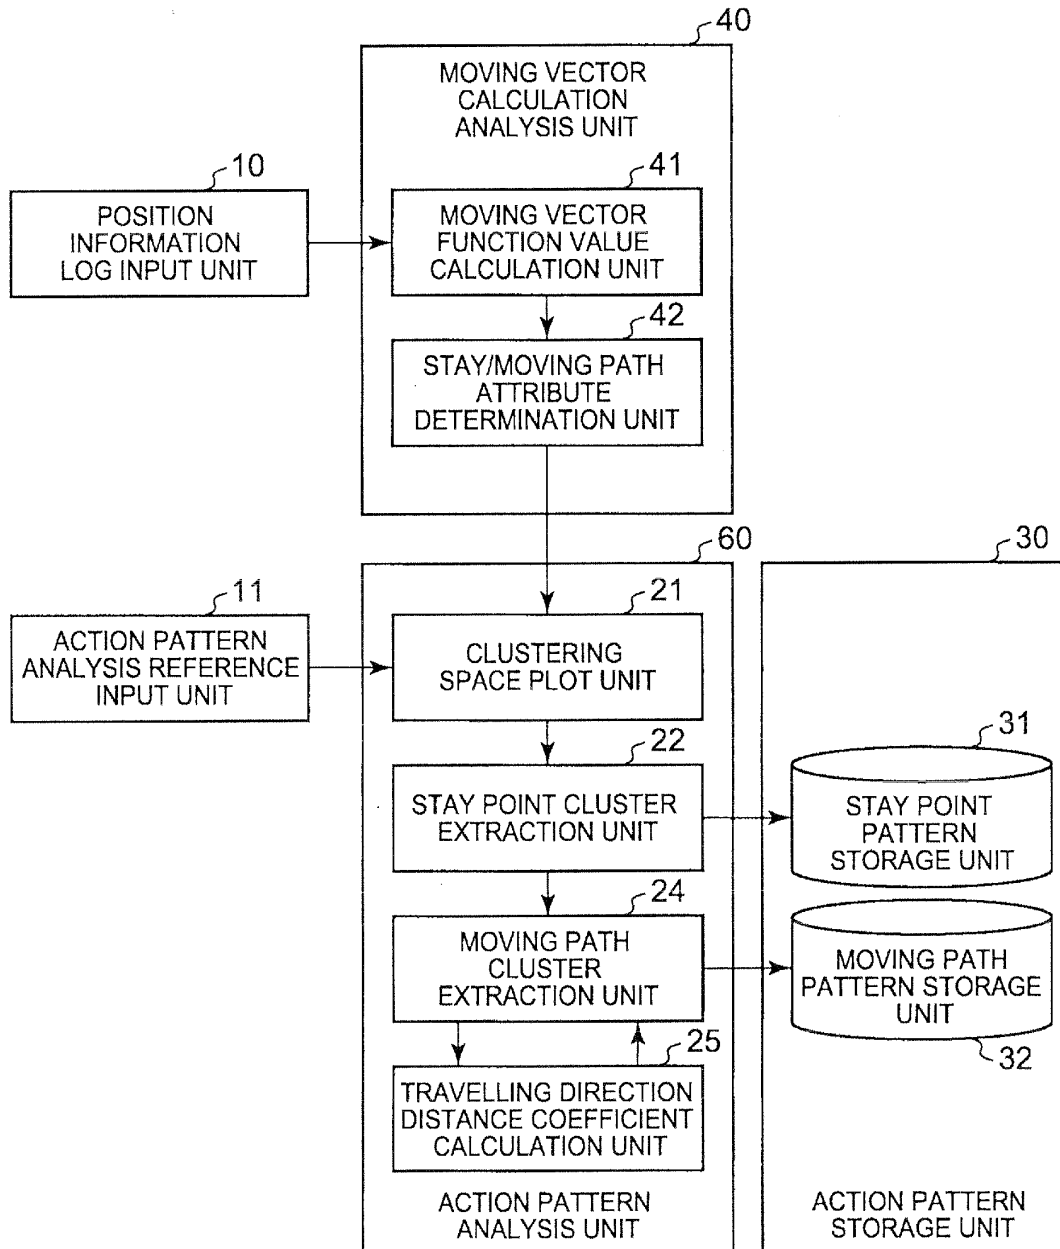 40
MOVING VECTOR
CALCULATION
ANALYSIS UNIT
10
POSITION
INFORMATION
LOG INPUT UNIT
41
MOVING VECTOR
FUNCTION VALUE
CALCULATION UNIT
42
STAY/MOVING PATH
ATTRIBUTE
DETERMINATION UNIT
60
30
11
ACTION PATTERN
ANALYSIS REFERENCE
INPUT UNIT
21
CLUSTERING
SPACE PLOT UNIT
22
STAY POINT CLUSTER
EXTRACTION UNIT
31
STAY POINT
PATTERN
STORAGE UNIT
24
MOVING PATH
CLUSTER
EXTRACTION UNIT
MOVING PATH
PATTERN STORAGE
UNIT
32
25
TRAVELLING DIRECTION
DISTANCE COEFFICIENT
CALCULATION UNIT
ACTION PATTERN
ANALYSIS UNIT
ACTION PATTERN
STORAGE UNIT